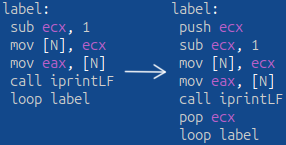 label:
sub ecx, 1
mov [N], ecx
mov eax, [N]
call iprintLF
loop label
label:
push ecx
sub ecx, 1
mov [N], ecx
mov eax, [N]
call iprintLF
pop ecx
loop label